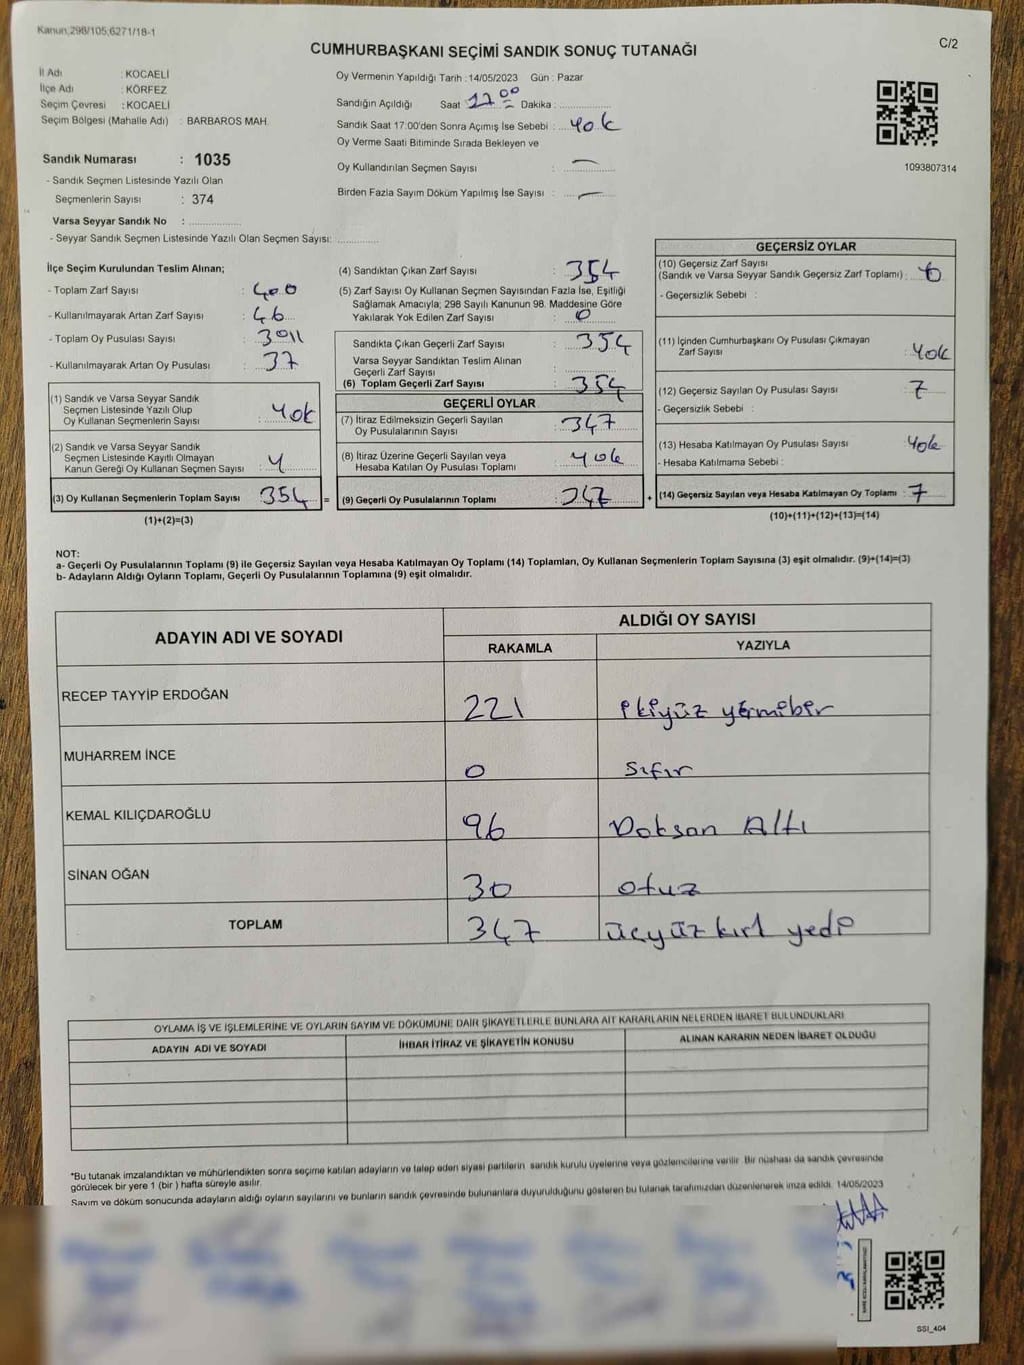 Kanun,298/105;6271/18-1
C/2
CUMHURBAŞKANI SEÇİMİ SANDIK SONUÇ TUTANAĞI
İl Adı : KOCAELİ
İlçe Adı : KÖRFEZ
Seçim Çevresi : KOCAELİ
Seçim Bölgesi (Mahalle Adı) : BARBAROS MAH.
Sandık Numarası : 1035
- Sandık Seçmen Listesinde Yazılı Olan
Seçmenlerin Sayısı : 374
Varsa Seyyar Sandık No :
- Seyyar Sandık Seçmen Listesinde Yazılı Olan Seçmen Sayısı:
Oy Vermenin Yapıldığı Tarih : 14/05/2023 Gün : Pazar
Sandığın Açıldığı Saat 17 00 Dakika :
Sandık Saat 17:00'den Sonra Açımış İse Sebebi : Yok
Oy Verme Saati Bitiminde Sırada Bekleyen ve
Oy Kullandırılan Seçmen Sayısı : —
Birden Fazla Sayım Döküm Yapılmış İse Sayısı : —
1093807314
İlçe Seçim Kurulundan Teslim Alınan;
- Toplam Zarf Sayısı : 400
- Kullanılmayarak Artan Zarf Sayısı : 46
- Toplam Oy Pusulası Sayısı :
- Kullanılmayarak Artan Oy Pusulası : 37
(1) Sandık ve Varsa Seyyar Sandık
Seçmen Listesinde Yazılı Olup
Oy Kullanan Seçmenlerin Sayısı : Yok
(2) Sandık ve Varsa Seyyar Sandık
Seçmen Listesinde Kayıtlı Olmayan
Kanun Gereği Oy Kullanan Seçmen Sayısı :
(3) Oy Kullanan Seçmenlerin Toplam Sayısı : 354 =
(1)+(2)=(3)
(4) Sandıktan Çıkan Zarf Sayısı : 354
(5) Zarf Sayısı Oy Kullanan Seçmen Sayısından Fazla İse, Eşitliği
Sağlamak Amacıyla; 298 Sayılı Kanunun 98. Maddesine Göre
Yakılarak Yok Edilen Zarf Sayısı : 0
Sandıkta Çıkan Geçerli Zarf Sayısı : 354
Varsa Seyyar Sandıktan Teslim Alınan
Geçerli Zarf Sayısı :
(6) Toplam Geçerli Zarf Sayısı : 354
GEÇERLİ OYLAR
(7) İtiraz Edilmeksizin Geçerli Sayılan
Oy Pusulalarının Sayısı : 347
(8) İtiraz Üzerine Geçerli Sayılan veya
Hesaba Katılan Oy Pusulası Toplamı : Yok
(9) Geçerli Oy Pusulalarının Toplamı : 347 +
GEÇERSİZ OYLAR
(10) Geçersiz Zarf Sayısı
(Sandık ve Varsa Seyyar Sandık Geçersiz Zarf Toplamı) :
- Geçersizlik Sebebi :
(11) İçinden Cumhurbaşkanı Oy Pusulası Çıkmayan
Zarf Sayısı : Yok
(12) Geçersiz Sayılan Oy Pusulası Sayısı : 7
- Geçersizlik Sebebi :
(13) Hesaba Katılmayan Oy Pusulası Sayısı : Yok
- Hesaba Katılmama Sebebi :
(14) Geçersiz Sayılan veya Hesaba Katılmayan Oy Toplamı : 7
(10)+(11)+(12)+(13)=(14)
NOT:
a- Geçerli Oy Pusulalarının Toplamı (9) ile Geçersiz Sayılan veya Hesaba Katılmayan Oy Toplamı (14) Toplamları, Oy Kullanan Seçmenlerin Toplam Sayısına (3) eşit olmalıdır. (9)+(14)=(3)
b- Adayların Aldığı Oyların Toplamı, Geçerli Oy Pusulalarının Toplamına (9) eşit olmalıdır.
ADAYIN ADI VE SOYADI
ALDIĞI OY SAYISI
RAKAMLA YAZIYLA
RECEP TAYYİP ERDOĞAN 221 ikiyüz yirmibir
MUHARREM İNCE 0 Sıfır
KEMAL KILIÇDAROĞLU 96 Doksan Altı
SİNAN OĞAN 30 otuz
TOPLAM 347 üçyüz kırk yedi
OYLAMA İŞ VE İŞLEMLERİNE VE OYLARIN SAYIM VE DÖKÜMÜNE DAİR ŞİKAYETLERLE BUNLARA AİT KARARLARIN NELERDEN İBARET BULUNDUKLARI
ADAYIN ADI VE SOYADI İHBAR İTİRAZ VE ŞİKAYETİN KONUSU ALINAN KARARIN NEDEN İBARET OLDUĞU
*Bu tutanak imzalandıktan ve mühürlendikten sonra seçime katılan adayların ve talep eden siyasi partilerin sandık kurulu üyelerine veya gözlemcilerine verilir. Bir nüshası da sandık çevresinde
görülecek bir yere 1 (bir ) hafta süreyle asılır.
Sayım ve döküm sonucunda adayların aldığı oyların sayılarını ve bunların sandık çevresinde bulunanlara duyurulduğunu gösteren bu tutanak tarafımızdan düzenlenerek imza edildi. 14/05/2023
SSI_404